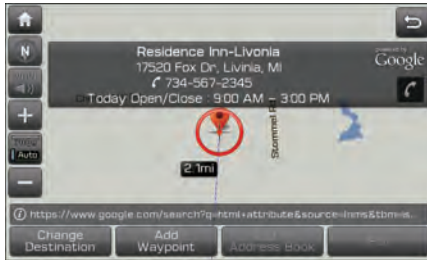 Residence Inn-Livonia
17520 Fox Dr, Livinia, MI
734-567-2345
Today Open/Close : 9:00 AM - 3:00 PM
Google
N
Auto
Stommel Rd
2.1mi
https://www.google.com/search?q=html+attribute&source=lnms&tbm=is...
Change
Destination
Add
Waypoint
Address Book